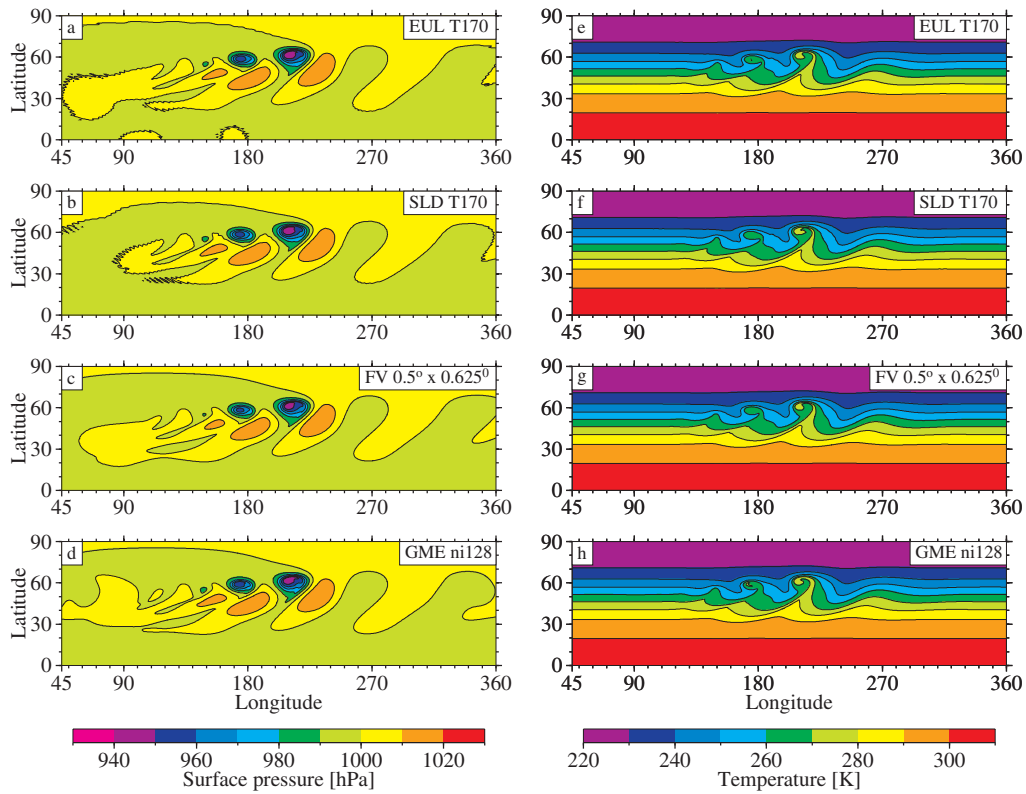 a EUL T170
90
60
30
0
Latitude
45 90 180 270 360
e EUL T170
90
60
30
0
Latitude
45 90 180 270 360
b SLD T170
90
60
30
0
Latitude
45 90 180 270 360
f SLD T170
90
60
30
0
45 90 180 270 360
c FV 0.5° x 0.625⁰
90
60
30
0
Latitude
45 90 180 270 360
g FV 0.5° x 0.625⁰
90
60
30
0
45 90 180 270 360
d GME ni128
90
60
30
0
Latitude
45 90 180 270 360
Longitude
h GME ni128
90
60
30
0
45 90 180 270 360
Longitude
940 960 980 1000 1020
Surface pressure [hPa]
220 240 260 280 300
Temperature [K]